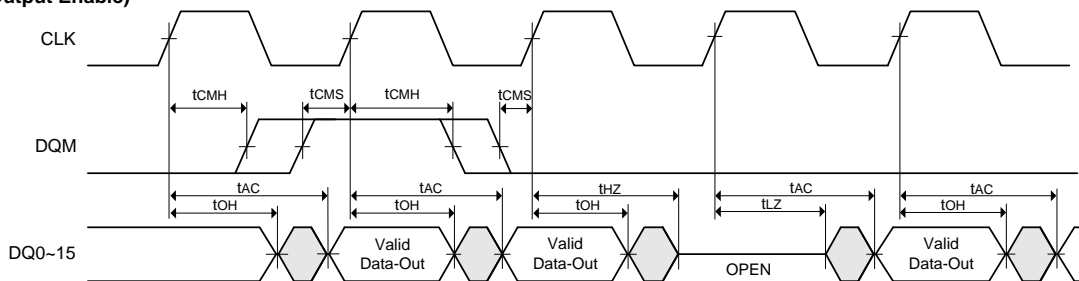 utput Enable)
CLK
tCMH tCMS tCMH tCMS
DQM
tAC tAC tHZ tAC tAC
tOH tOH tOH tLZ tOH
DQ0~15
Valid Data-Out Valid Data-Out OPEN Valid Data-Out